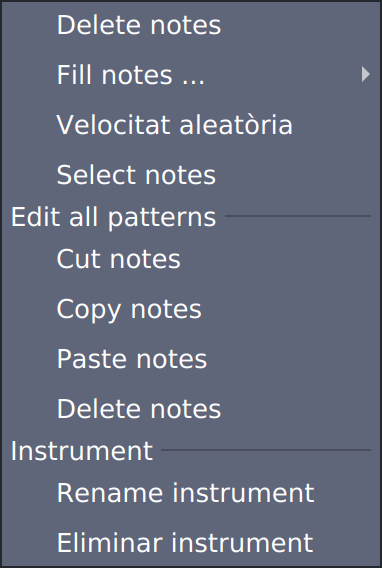 Delete notes
Fill notes ...
Velocitat aleatòria
Select notes
Edit all patterns
Cut notes
Copy notes
Paste notes
Delete notes
Instrument
Rename instrument
Eliminar instrument